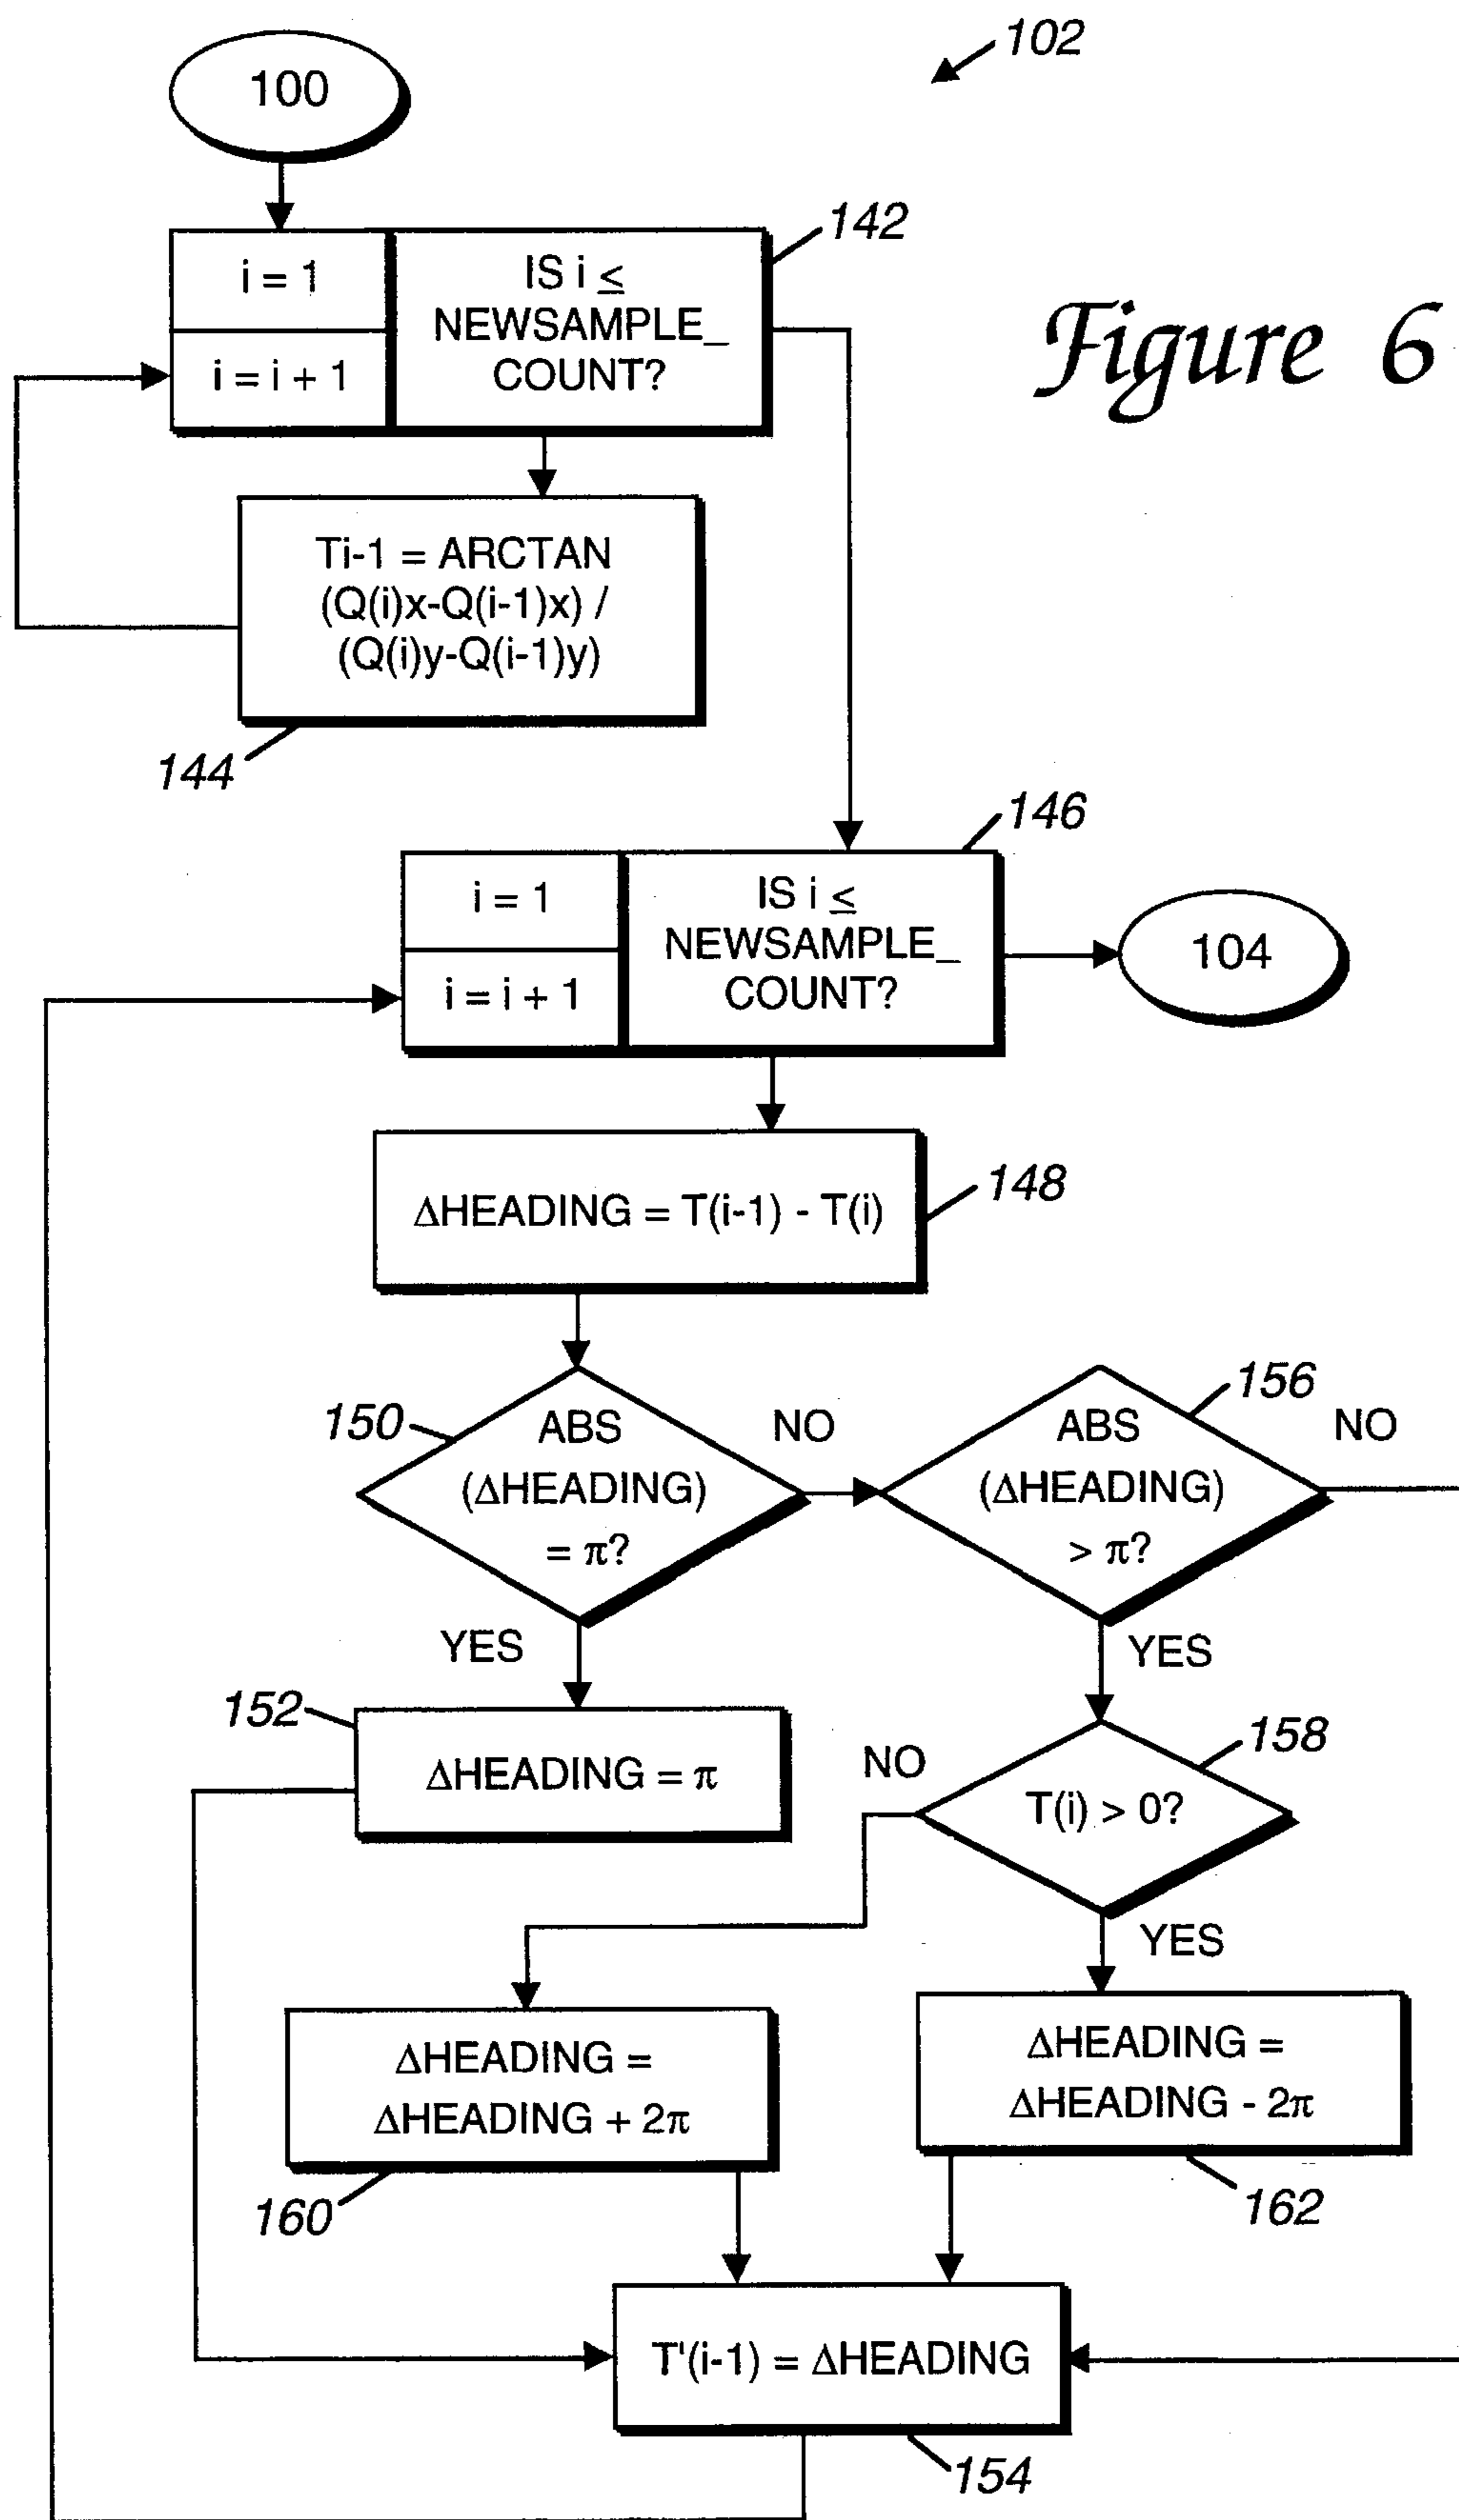 102
100
142
i = 1
i = i + 1
IS i ≤
NEWSAMPLE_
COUNT?
Figure 6
Ti-1 = ARCTAN
(Q(i)x-Q(i-1)x) /
(Q(i)y-Q(i-1)y)
144
146
i = 1
i = i + 1
IS i ≤
NEWSAMPLE_
COUNT?
104
ΔHEADING = T(i-1) - T(i)
148
150
ABS
(ΔHEADING)
= π?
NO
156
ABS
(ΔHEADING)
> π?
NO
YES
YES
152
ΔHEADING = π
158
NO
T(i) > 0?
YES
ΔHEADING =
ΔHEADING + 2π
160
ΔHEADING =
ΔHEADING - 2π
162
T'(i-1) = ΔHEADING
154